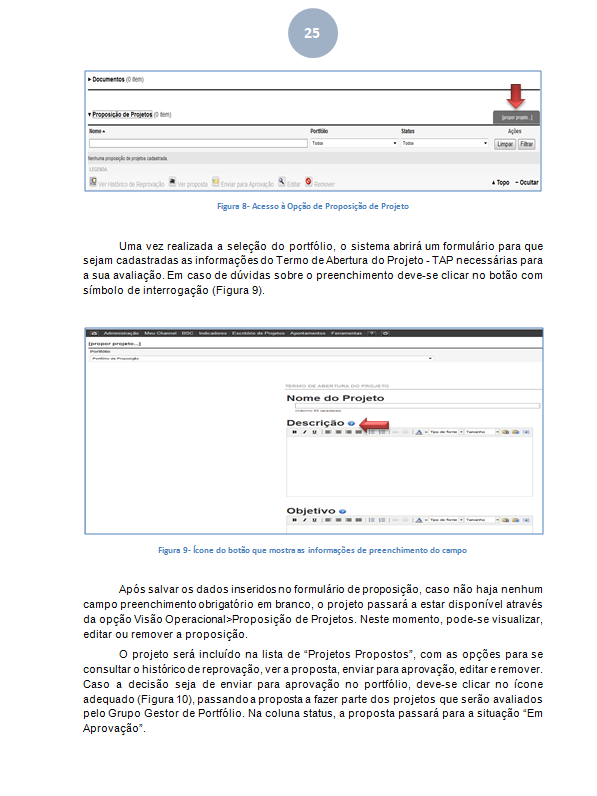 25
▸ Documentos (0 item)
▾ Proposição de Projetos (0 item)
[propor projeto...]
Nome ▴ Portfólio Status Ações
Todos Todos Limpar Filtrar
Nenhuma proposição de projetos cadastrada.
LEGENDA
Ver Histórico de Reprovação Ver proposta Enviar para Aprovação Editar Remover ▴ Topo − Ocultar
Figura 8- Acesso à Opção de Proposição de Projeto
Uma vez realizada a seleção do portfólio, o sistema abrirá um formulário para que
sejam cadastradas as informações do Termo de Abertura do Projeto - TAP necessárias para
a sua avaliação. Em caso de dúvidas sobre o preenchimento deve-se clicar no botão com
símbolo de interrogação (Figura 9).
Administração Meu Channel DDC Indicadores Escritório de Projetos Apontamentos Ferramentas
[propor projeto...]
Portfólio
Portfólio de Proposição
TERMO DE ABERTURA DO PROJETO
Nome do Projeto
Descrição
B I U A Tipo de fonte Tamanho
Objetivo
B I U A Tipo de fonte Tamanho
Figura 9- Ícone do botão que mostra as informações de preenchimento do campo
Após salvar os dados inseridos no formulário de proposição, caso não haja nenhum
campo preenchimento obrigatório em branco, o projeto passará a estar disponível através
da opção Visão Operacional>Proposição de Projetos. Neste momento, pode-se visualizar,
editar ou remover a proposição.
O projeto será incluído na lista de “Projetos Propostos”, com as opções para se
consultar o histórico de reprovação, ver a proposta, enviar para aprovação, editar e remover.
Caso a decisão seja de enviar para aprovação no portfólio, deve-se clicar no ícone
adequado (Figura 10), passando a proposta a fazer parte dos projetos que serão avaliados
pelo Grupo Gestor de Portfólio. Na coluna status, a proposta passará para a situação “Em
Aprovação”.